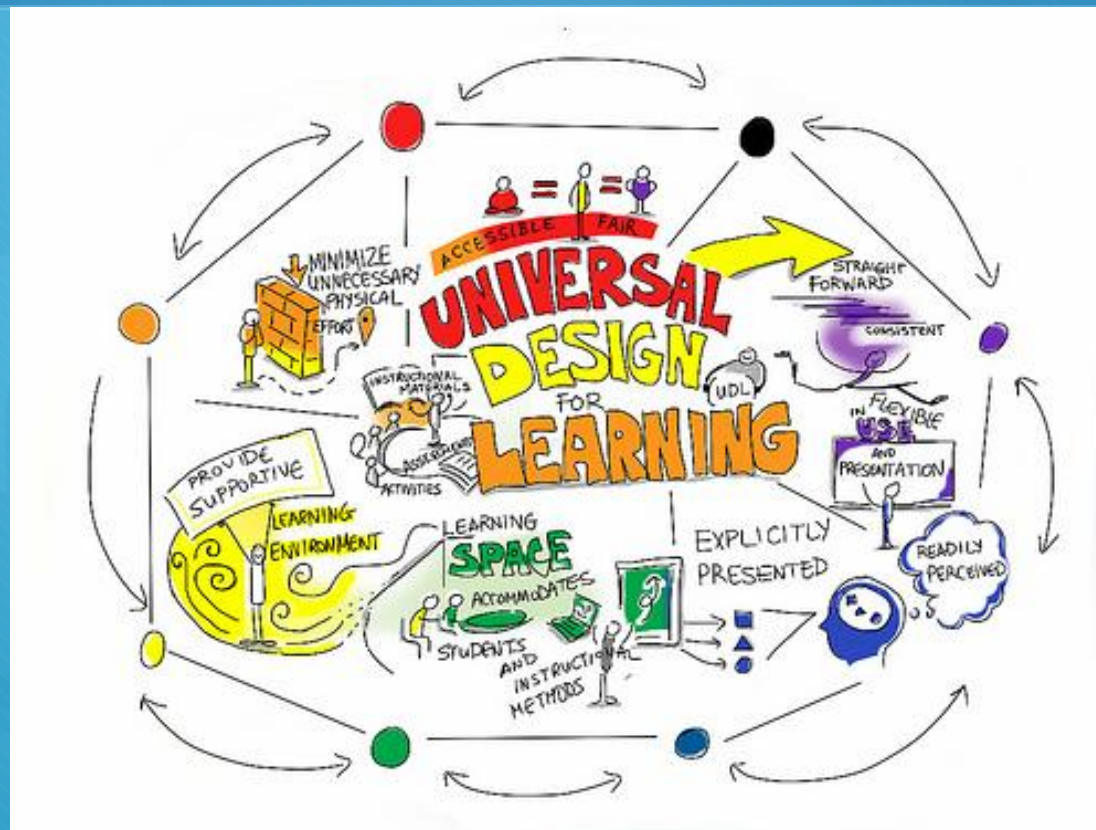 ACCESSIBLE FAIR
UNIVERSAL
DESIGN
FOR
LEARNING
UDL
STRAIGHT
FORWARD
CONSISTENT
FLEXIBLE
IN USE
AND
PRESENTATION
READILY
PERCEIVED
EXPLICITLY
PRESENTED
LEARNING
SPACE
ACCOMMODATES
STUDENTS
AND
INSTRUCTIONAL
METHODS
PROVIDE
SUPPORTIVE
LEARNING
ENVIRONMENT
MINIMIZE
UNNECESSARY
PHYSICAL
EFFORT
INSTRUCTIONAL
MATERIALS
ASSESSMENTS
ACTIVITIES